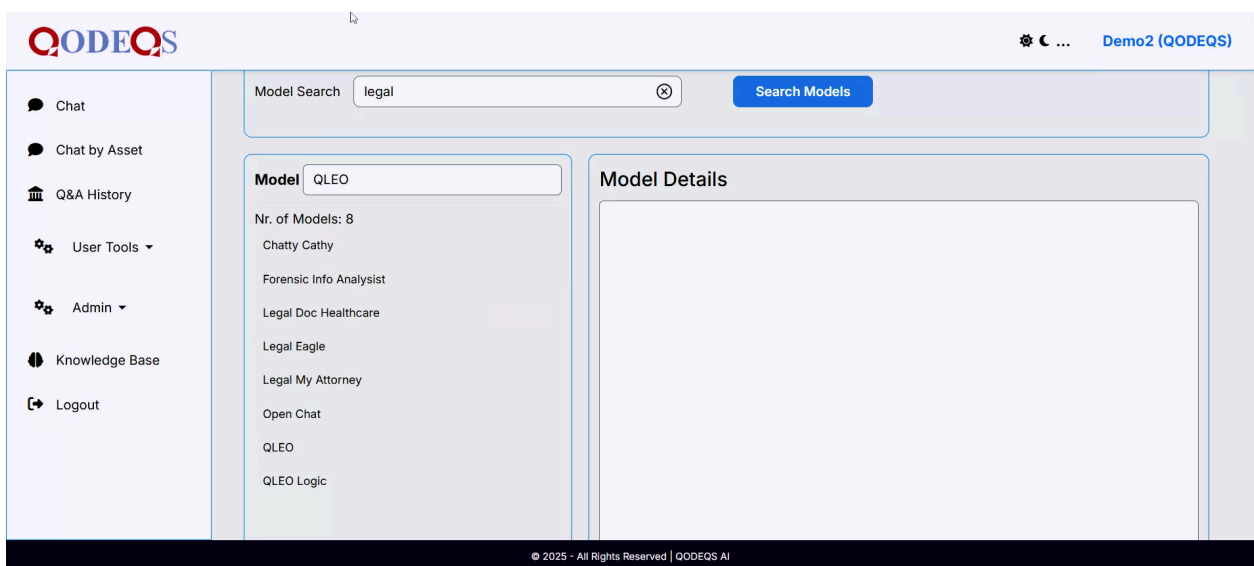 QODEQS
... Demo2 (QODEQS)
Chat
Chat by Asset
Q&A History
User Tools
Admin
Knowledge Base
Logout
Model Search legal Search Models
Model QLEO
Nr. of Models: 8
Chatty Cathy
Forensic Info Analysist
Legal Doc Healthcare
Legal Eagle
Legal My Attorney
Open Chat
QLEO
QLEO Logic
Model Details
© 2025 - All Rights Reserved | QODEQS AI